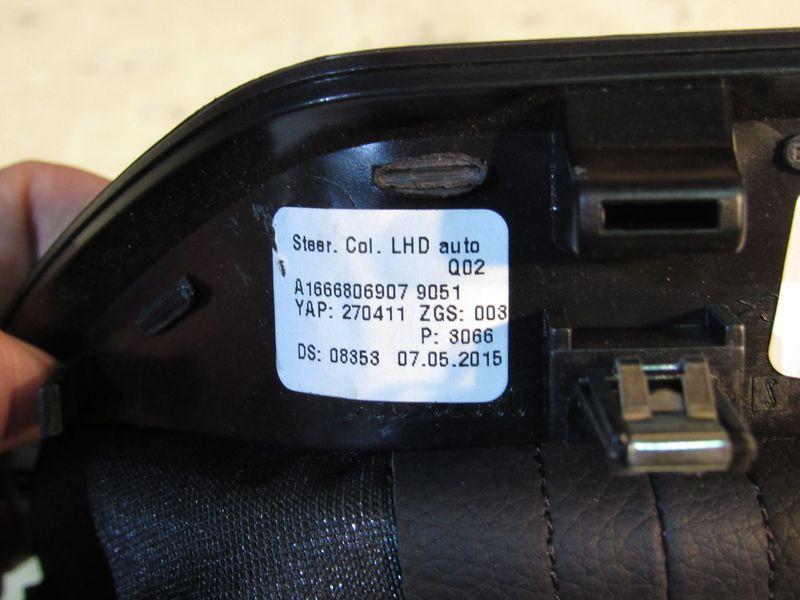 Steer. Col. LHD auto
Q02
A1666806907 9051
YAP: 270411 ZGS: 003
P: 3066
DS: 08353 07.05.2015